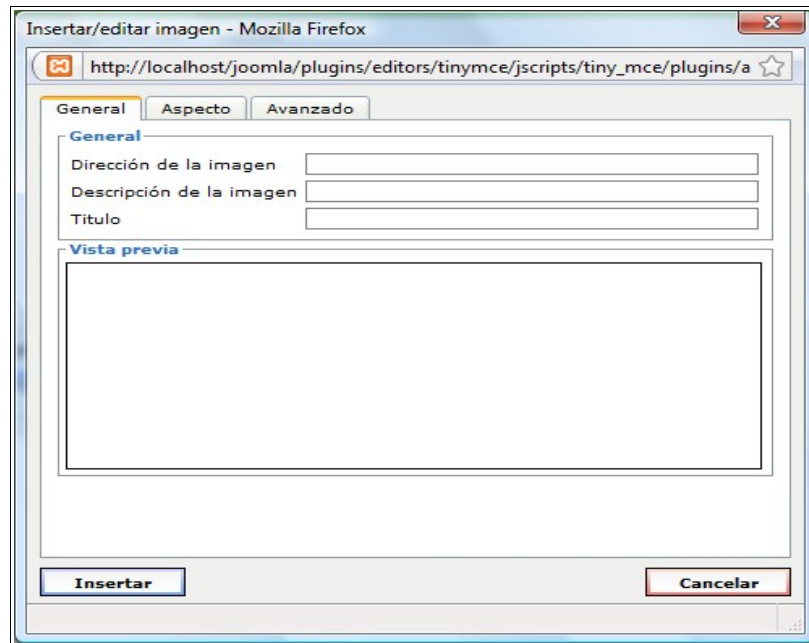 Insertar/editar imagen - Mozilla Firefox
http://localhost/joomla/plugins/editors/tinymce/jscripts/tiny_mce/plugins/a
General Aspecto Avanzado
General
Dirección de la imagen
Descripción de la imagen
Titulo
Vista previa
Insertar Cancelar